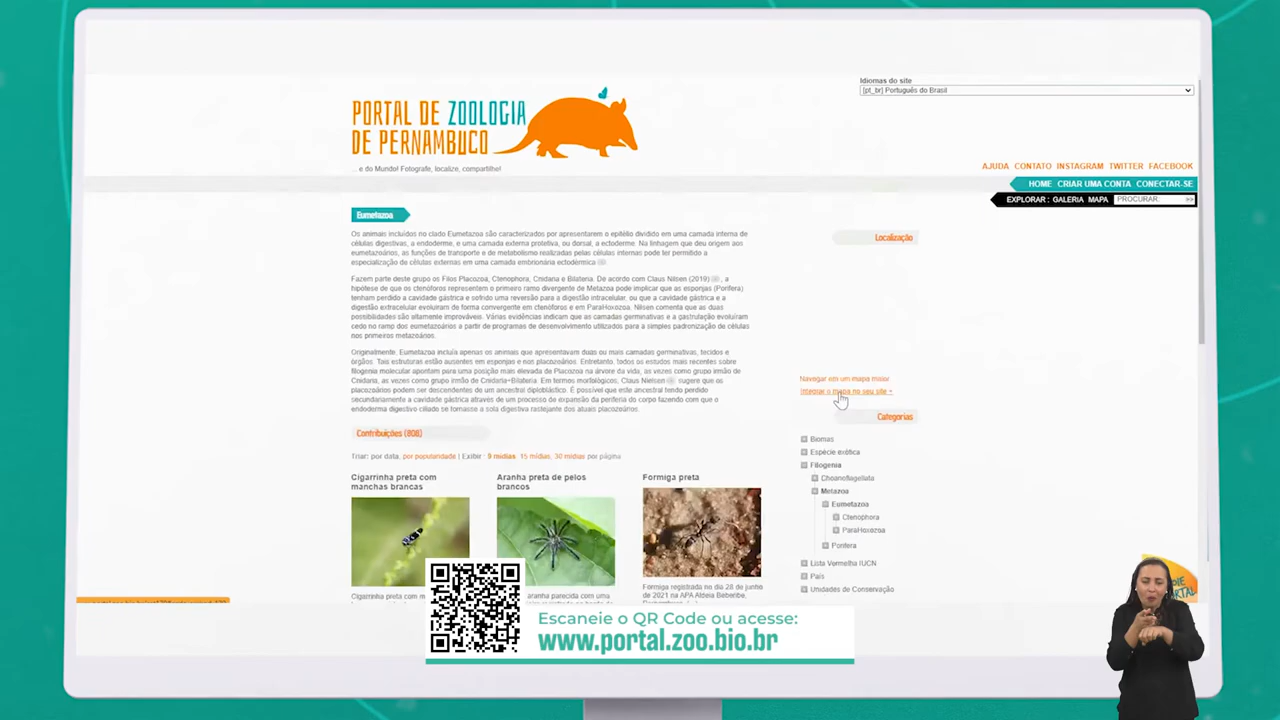 Idiomas do site
[pt_br] Português do Brasil
PORTAL DE ZOOLOGIA
DE PERNAMBUCO
... e do Mundo! Fotografe, localize, compartilhe!
AJUDA CONTATO INSTAGRAM TWITTER FACEBOOK
HOME CRIAR UMA CONTA CONECTAR-SE
EXPLORAR: GALERIA MAPA PROCURAR:
Eumetazoa
Os animais incluídos no clado Eumetazoa são caracterizados por apresentarem o epitélio dividido em uma camada interna de
células digestivas, a endoderme, e uma camada externa protetiva, ou dorsal, a ectoderme. Na linhagem que deu origem aos
eumetazoários, as funções de transporte e de metabolismo realizadas pelas células internas pode ter permitido a
especialização de células externas em uma camada embrionária ectodérmica
Fazem parte deste grupo os Filos Placozoa, Ctenophora, Cnidaria e Bilateria. De acordo com Claus Nilsen (2019) , a
hipótese de que os ctenóforos representem o primeiro ramo divergente de Metazoa pode implicar que as esponjas (Porifera)
tenham perdido a cavidade gástrica e sofrido uma reversão para a digestão intracelular, ou que a cavidade gástrica e a
digestão extracelular evoluíram de forma convergente em ctenóforos e em ParaHoxozoa. Nilsen comenta que as duas
possibilidades são altamente improváveis. Várias evidências indicam que as camadas germinativas e a gastrulação evoluíram
cedo no ramo dos eumetazoários a partir de programas de desenvolvimento utilizados para a simples padronização de células
nos primeiros metazoários.
Originalmente, Eumetazoa incluía apenas os animais que apresentavam duas ou mais camadas germinativas, tecidos e
órgãos. Tais estruturas estão ausentes em esponjas e nos placozoários. Entretanto, todos os estudos mais recentes sobre
filogenia molecular apontam para uma posição mais elevada de Placozoa na árvore da vida, às vezes como grupo irmão de
Cnidaria, às vezes como grupo irmão de Cnidaria+Bilateria. Em termos morfológicos, Claus Nielsen sugere que os
placozoários podem ser descendentes de um ancestral diploblástico. É possível que este ancestral tendo perdido
secundariamente a cavidade gástrica através de um processo de expansão da periferia do corpo fazendo com que o
endoderma digestivo ciliado se tornasse a sola digestiva rastejante dos atuais placozoários.
Contribuições (808)
Triar: por data, por popularidade | Exibir : 9 mídias, 15 mídias, 30 mídias por página
Cigarrinha preta com
manchas brancas
Aranha preta de pelos
brancos
Formiga preta
Cigarrinha preta com
aranha parecida com uma
Formiga registrada no dia 28 de junho
de 2021 na APA Aldeia Beberibe,
Localização
Navegar em um mapa maior
Integrar o mapa no seu site
Categorias
Biomas
Espécie exótica
Filogenia
Choanoflagellata
Metazoa
Eumetazoa
Ctenophora
ParaHoxozoa
Porifera
Lista Vermelha IUCN
País
Unidades de Conservação
Escaneie o QR Code ou acesse:
www.portal.zoo.bio.br